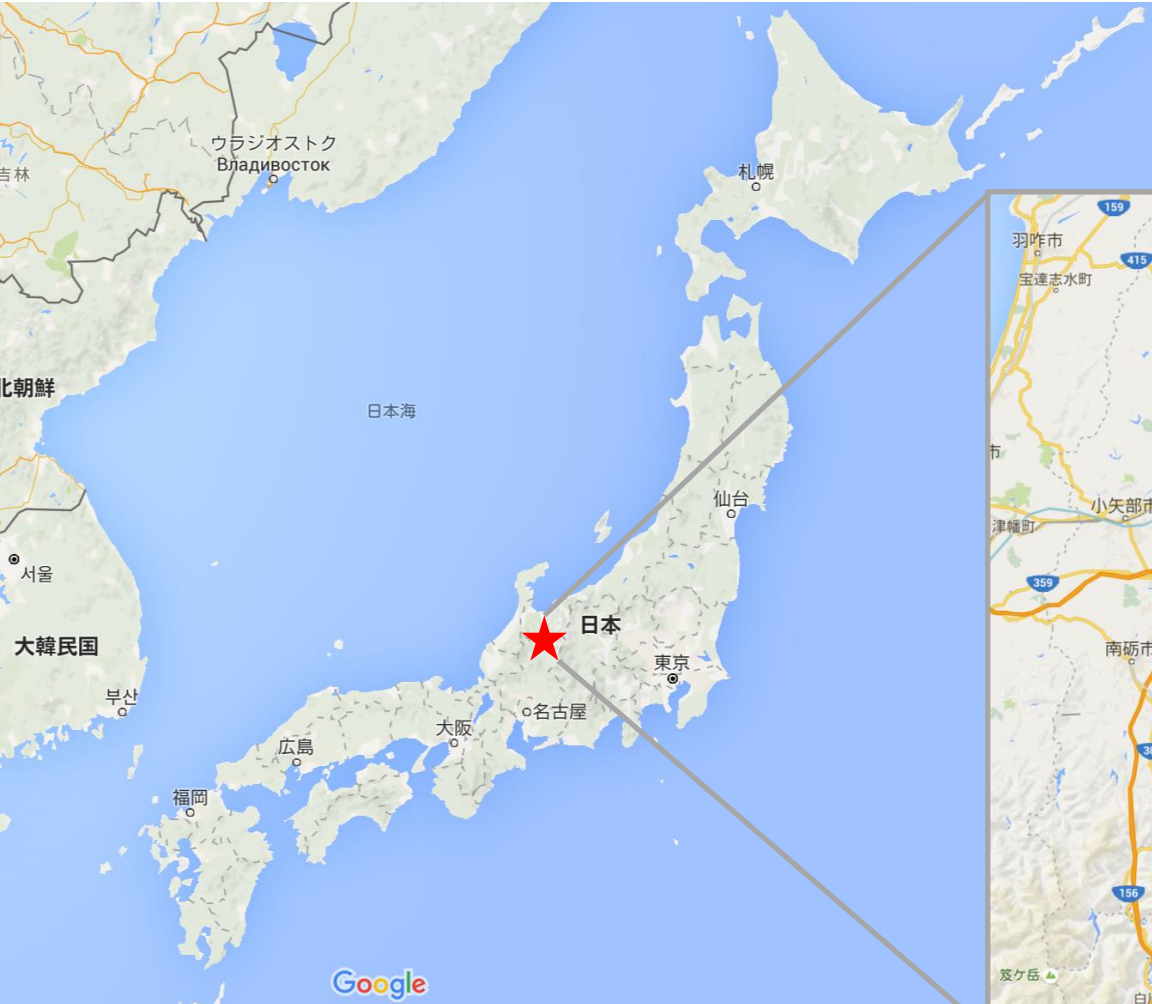 ウラジオストク
Владивосток
吉林
札幌
北朝鮮
日本海
仙台
서울
大韓民国
日本
東京
부산
名古屋
大阪
広島
福岡
Google
159
羽咋市
415
宝達志水町
市
小矢部市
津幡町
359
南砺市
156
笈ケ岳